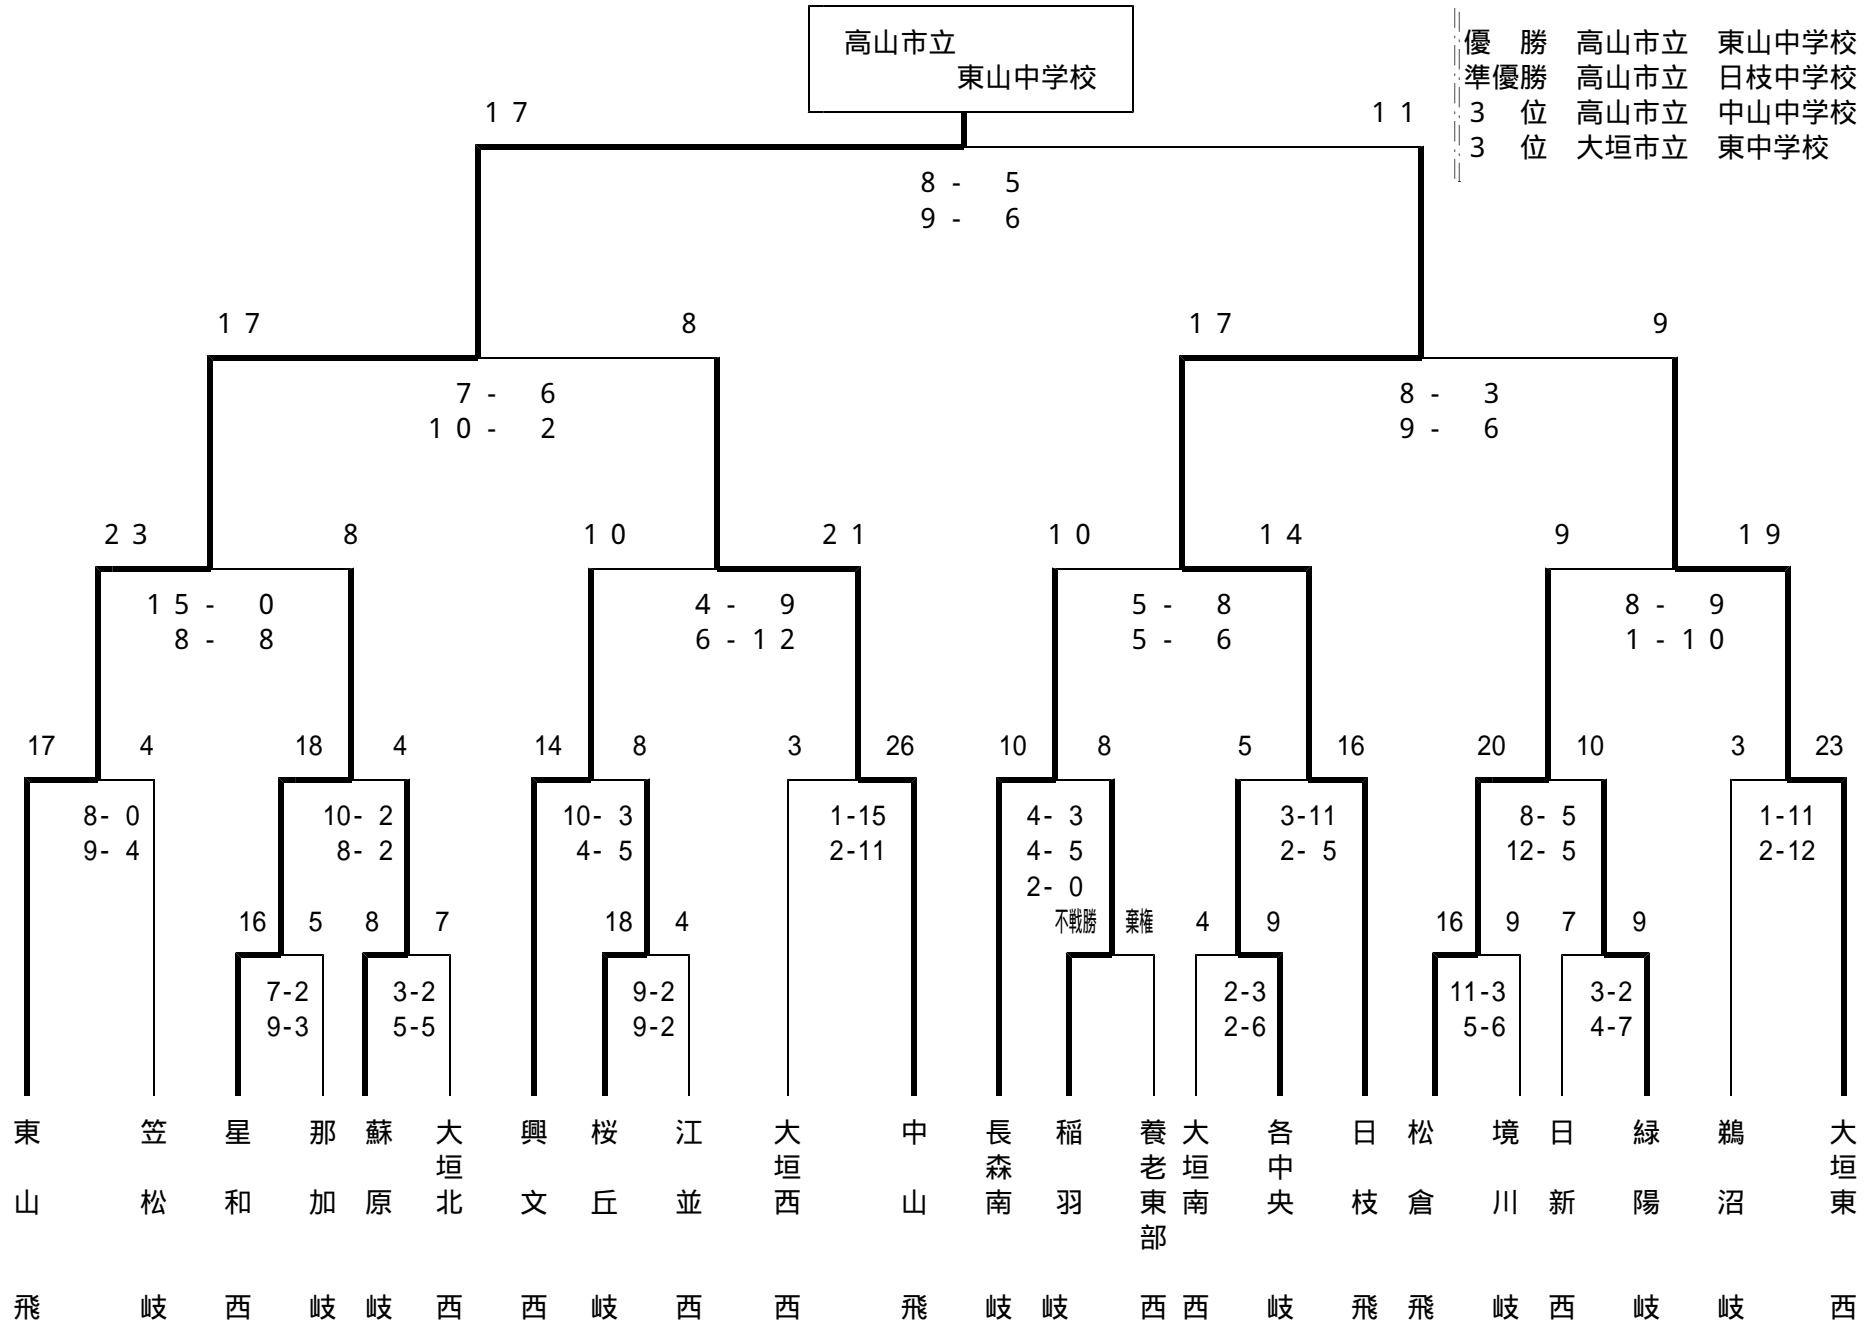 高山市立
東山中学校
優 勝 高山市立 東山中学校
準優勝 高山市立 日枝中学校
3 位 高山市立 中山中学校
3 位 大垣市立 東中学校
17 11
8 - 5
9 - 6
17 8 17 9
7 - 6 8 - 3
10 - 2 9 - 6
23 8 10 21 10 14 9 19
15 - 0 4 - 9 5 - 8 8 - 9
8 - 8 6 - 12 5 - 6 1 - 10
17 4 18 4 14 8 3 26 10 8 5 16 20 10 3 23
8- 0 10- 2 10- 3 1-15 4- 3 3-11 8- 5 1-11
9- 4 8- 2 4- 5 2-11 4- 5 2- 5 12- 5 2-12
2- 0
16 5 8 7 18 4 不戦勝 棄権 4 9 16 9 7 9
7-2 3-2 9-2 2-3 11-3 3-2
9-3 5-5 9-2 2-6 5-6 4-7
東山 笠松 星和 那加 蘇原 大垣北 興文 桜丘 江並 大垣西 中山 長森南 稲羽 養老東部 大垣南 各中央 日枝 松倉 境川 日新 緑陽 鵜沼 大垣東
飛 岐 西 岐 岐 西 西 岐 西 西 飛 岐 岐 西 西 岐 飛 飛 岐 西 岐 岐 西